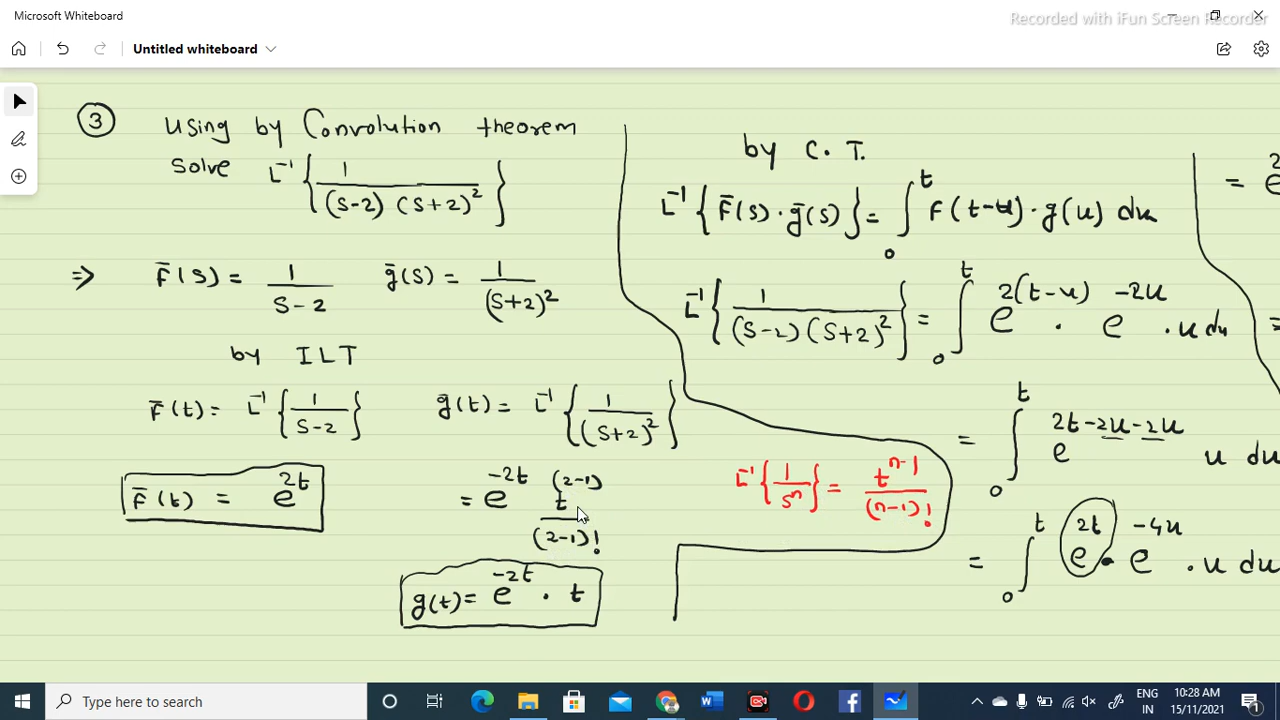 Microsoft Whiteboard
Recorded with iFun Screen Recorder
Untitled whiteboard
③ Using by Convolution theorem
Solve L⁻¹{1/((s-2)(s+2)²)}
⇒ F̄(s) = 1/(s-2) ḡ(s) = 1/(s+2)²
by ILT
F̄(t) = L⁻¹{1/(s-2)} g(t) = L⁻¹{1/(s+2)²}
F̄(t) = e^{2t} = e^{-2t} t^{(2-1)}/(2-1)!
g(t) = e^{-2t} · t
by C. T.
L⁻¹{F̄(s)·ḡ(s)} = ∫₀ᵗ F(t-u)·g(u) du
L⁻¹{1/((s-2)(s+2)²)} = ∫₀ᵗ e^{2(t-u)} · e^{-2u} · u du
= ∫₀ᵗ e^{2t-2u-2u} u du
L⁻¹{1/sⁿ} = t^{n-1}/(n-1)!
= ∫₀ᵗ e^{2t} · e^{-4u} · u du
= e²
=
Type here to search
ENG
IN
10:28 AM
15/11/2021
1